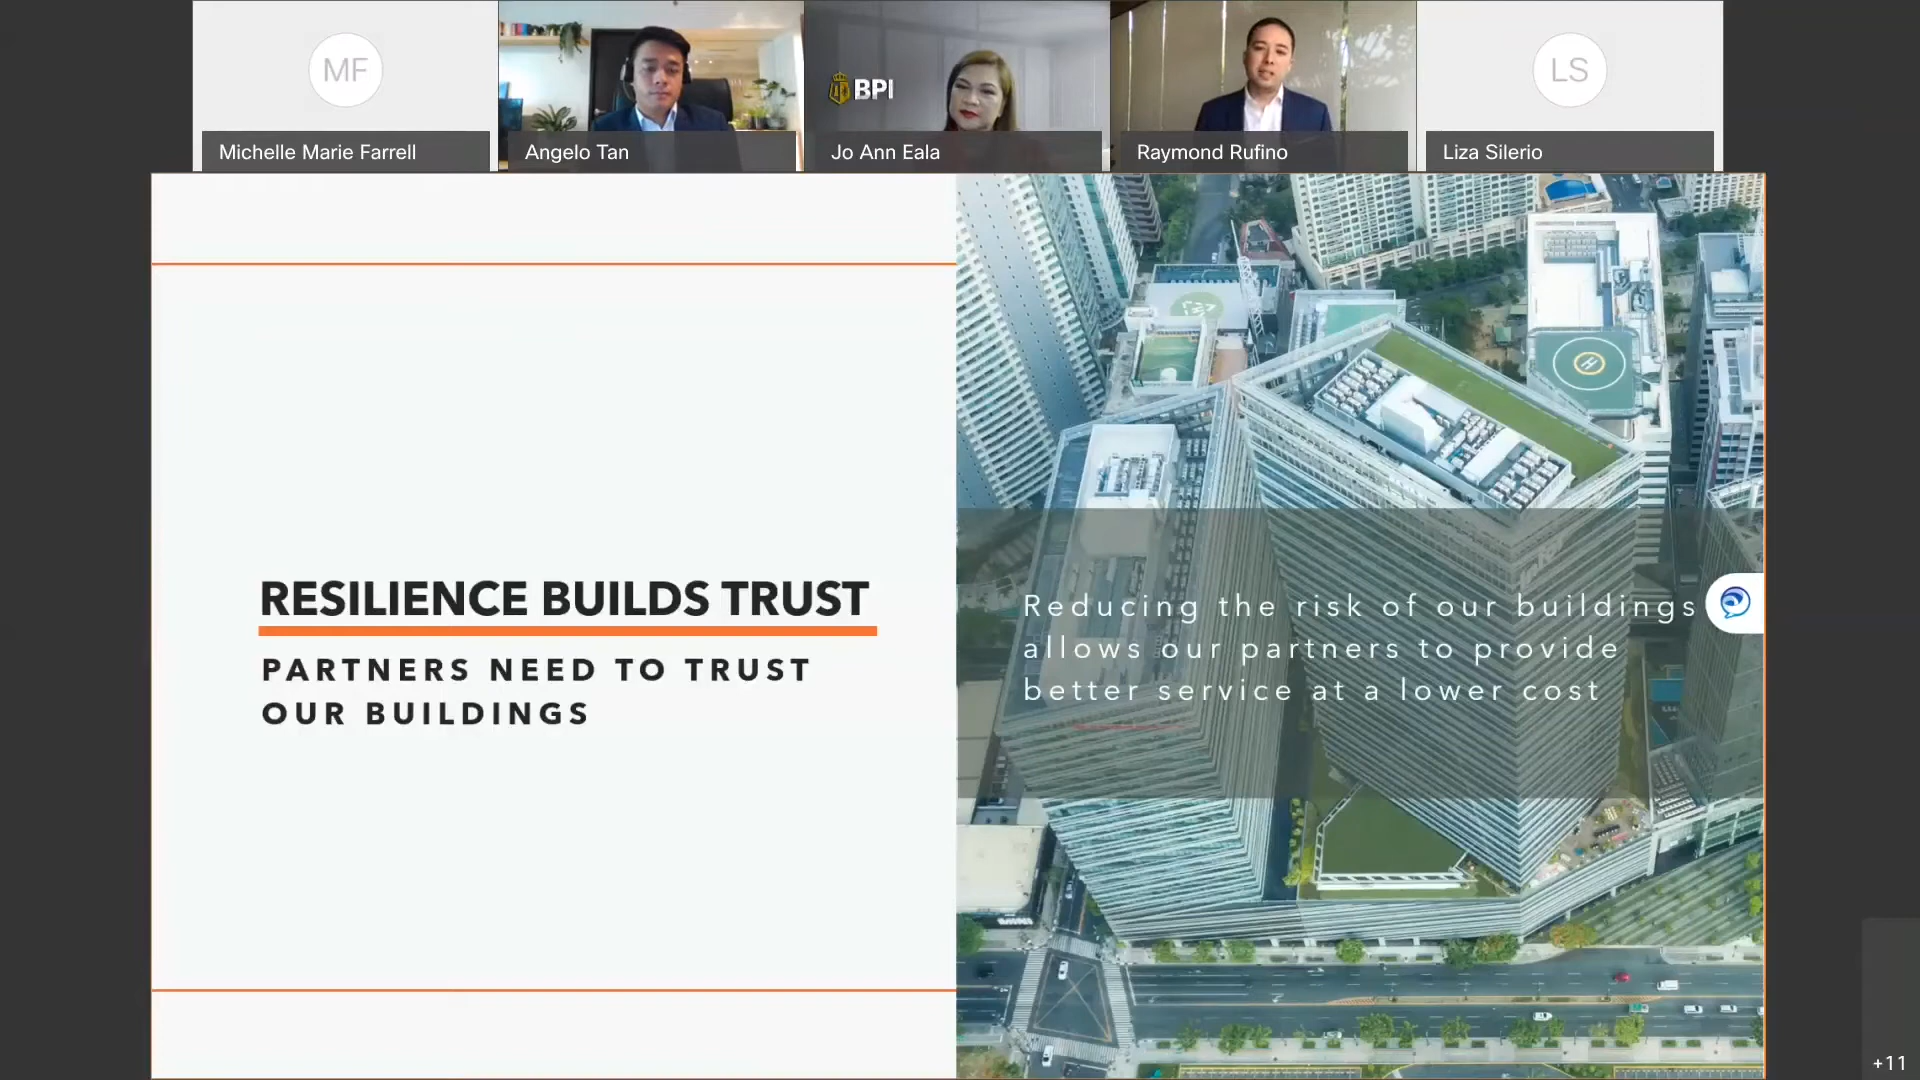 MF
BPI
LS
Michelle Marie Farrell
Angelo Tan
Jo Ann Eala
Raymond Rufino
Liza Silerio
RESILIENCE BUILDS TRUST
PARTNERS NEED TO TRUST
OUR BUILDINGS
Reducing the risk of our buildings
allows our partners to provide
better service at a lower cost
H
+11